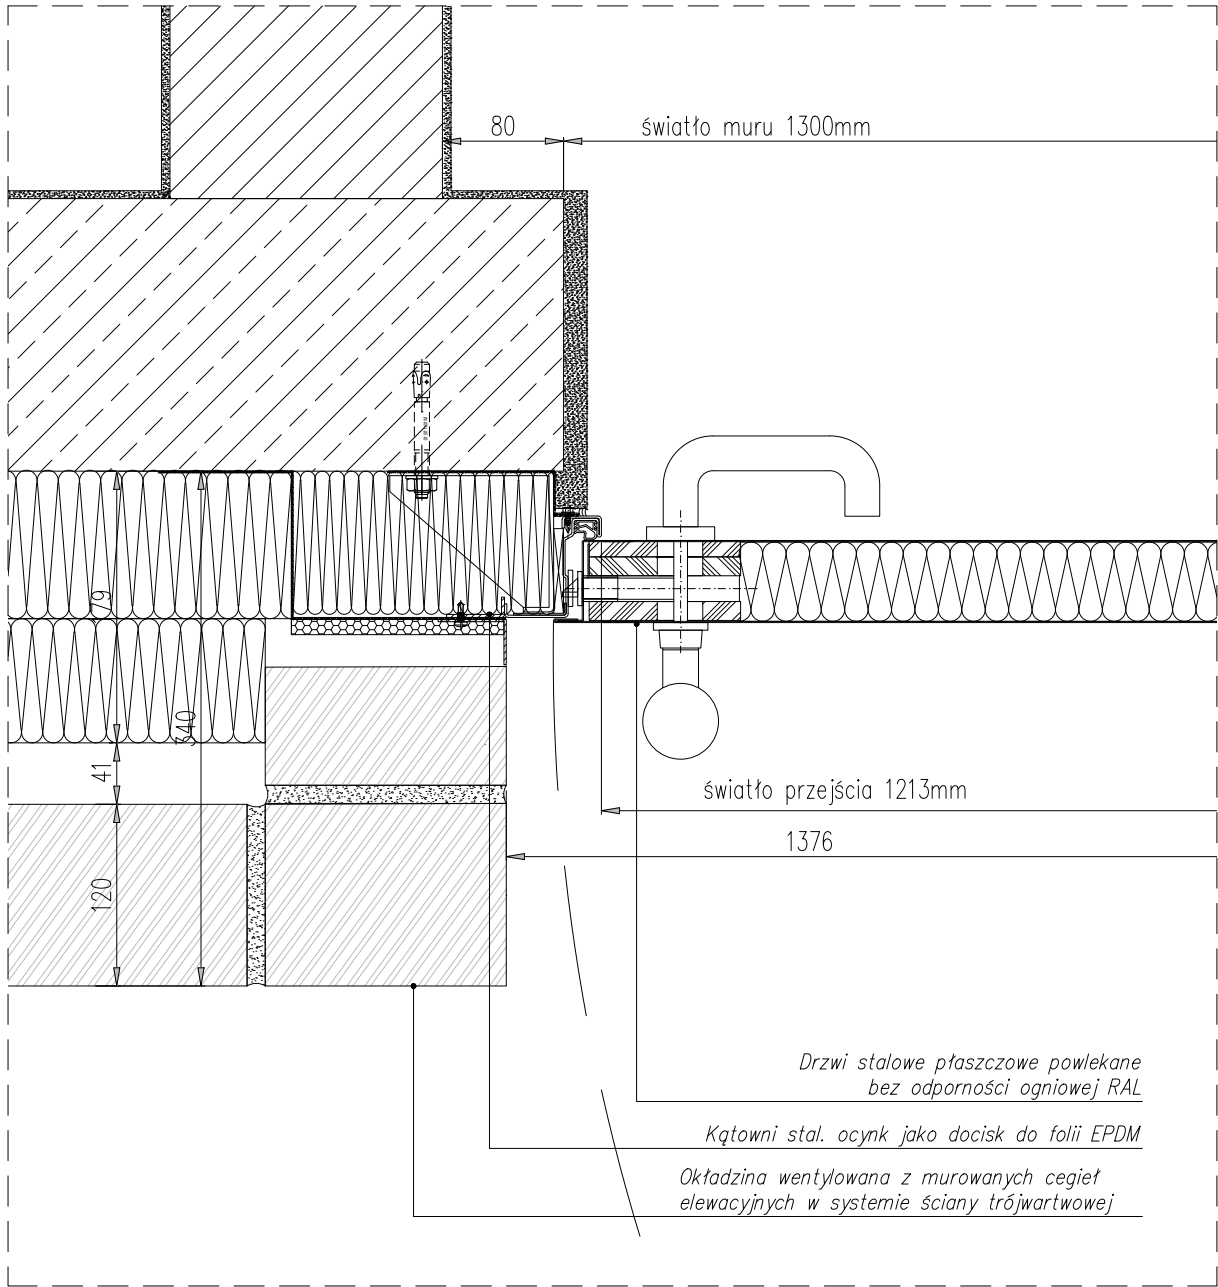 80
światło muru 1300mm
340
41
światło przejścia 1213mm
1376
120
Drzwi stalowe płaszczowe powlekane
bez odporności ogniowej RAL
Kątowni stal. ocynk jako docisk do folii EPDM
Okładzina wentylowana z murowanych cegieł
elewacyjnych w systemie ściany trójwartwowej